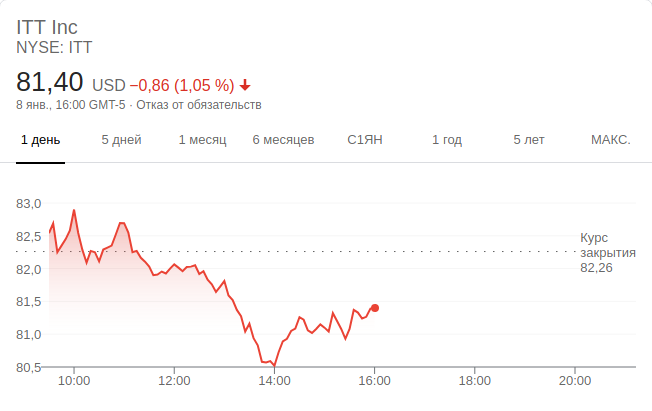 ITT Inc
NYSE: ITT
81,40 USD −0,86 (1,05 %)
8 янв., 16:00 GMT-5 · Отказ от обязательств
1 день 5 дней 1 месяц 6 месяцев С1ЯН 1 год 5 лет МАКС.
83,0
82,5
82,0
81,5
81,0
80,5
Курс
закрытия
82,26
10:00 12:00 14:00 16:00 18:00 20:00